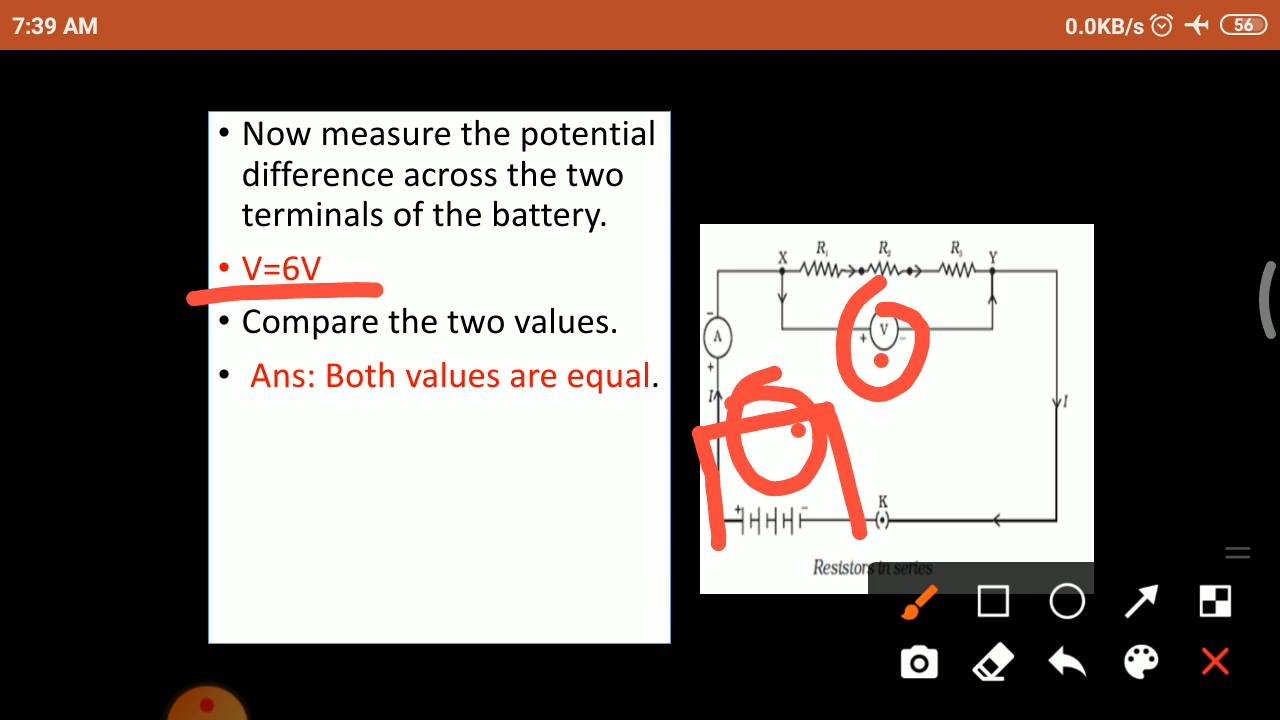 7:39 AM
0.0KB/s
56
• Now measure the potential
difference across the two
terminals of the battery.
• V=6V
• Compare the two values.
• Ans: Both values are equal.
X R1 R2 R3 Y
+ V −
−
A
+
I
I
+ −
K
Resistors in series